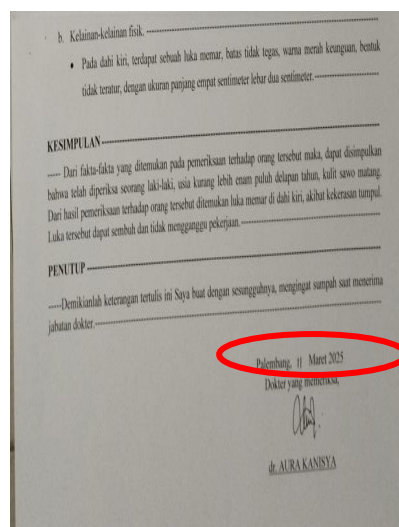 b. Kelainan-kelainan fisik.
• Pada dahi kiri, terdapat sebuah luka memar, batas tidak tegas, warna merah keunguan, bentuk
tidak teratur, dengan ukuran panjang empat sentimeter lebar dua sentimeter.
KESIMPULAN
Dari fakta-fakta yang ditemukan pada pemeriksaan terhadap orang tersebut maka, dapat disimpulkan
bahwa telah diperiksa seorang laki-laki, usia kurang lebih enam puluh delapan tahun, kulit sawo matang.
Dari hasil pemeriksaan terhadap orang tersebut ditemukan luka memar di dahi kiri, akibat kekerasan tumpul.
Luka tersebut dapat sembuh dan tidak mengganggu pekerjaan.
PENUTUP
Demikianlah keterangan tertulis ini Saya buat dengan sesungguhnya, mengingat sumpah saat menerima
jabatan dokter.
Palembang, 11 Maret 2025
Dokter yang memeriksa,
dr. AURA KANISYA